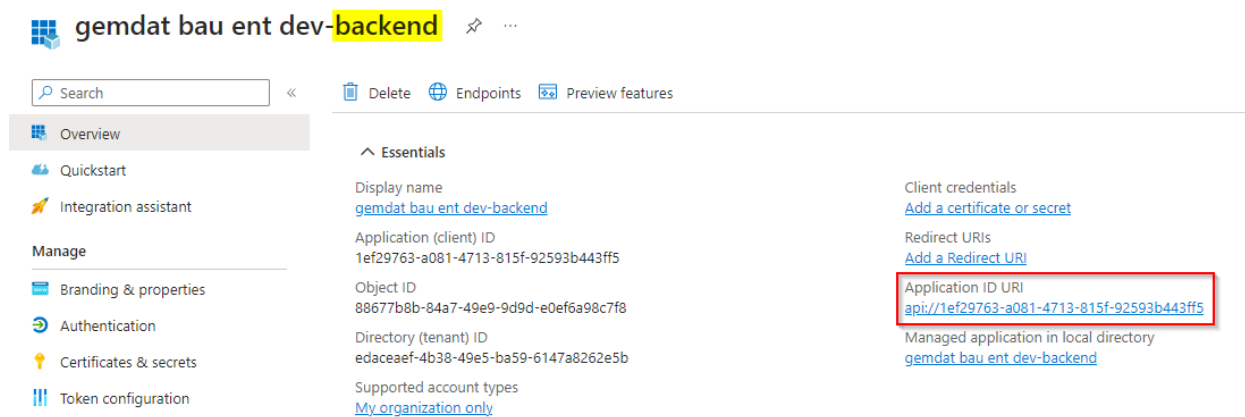 gemdat bau ent dev-backend
Search
Overview
Quickstart
Integration assistant
Manage
Branding & properties
Authentication
Certificates & secrets
Token configuration
Delete
Endpoints
Preview features
Essentials
Display name
gemdat bau ent dev-backend
Application (client) ID
1ef29763-a081-4713-815f-92593b443ff5
Object ID
88677b8b-84a7-49e9-9d9d-e0ef6a98c7f8
Directory (tenant) ID
edaceaef-4b38-49e5-ba59-6147a8262e5b
Supported account types
My organization only
Client credentials
Add a certificate or secret
Redirect URIs
Add a Redirect URI
Application ID URI
api://1ef29763-a081-4713-815f-92593b443ff5
Managed application in local directory
gemdat bau ent dev-backend